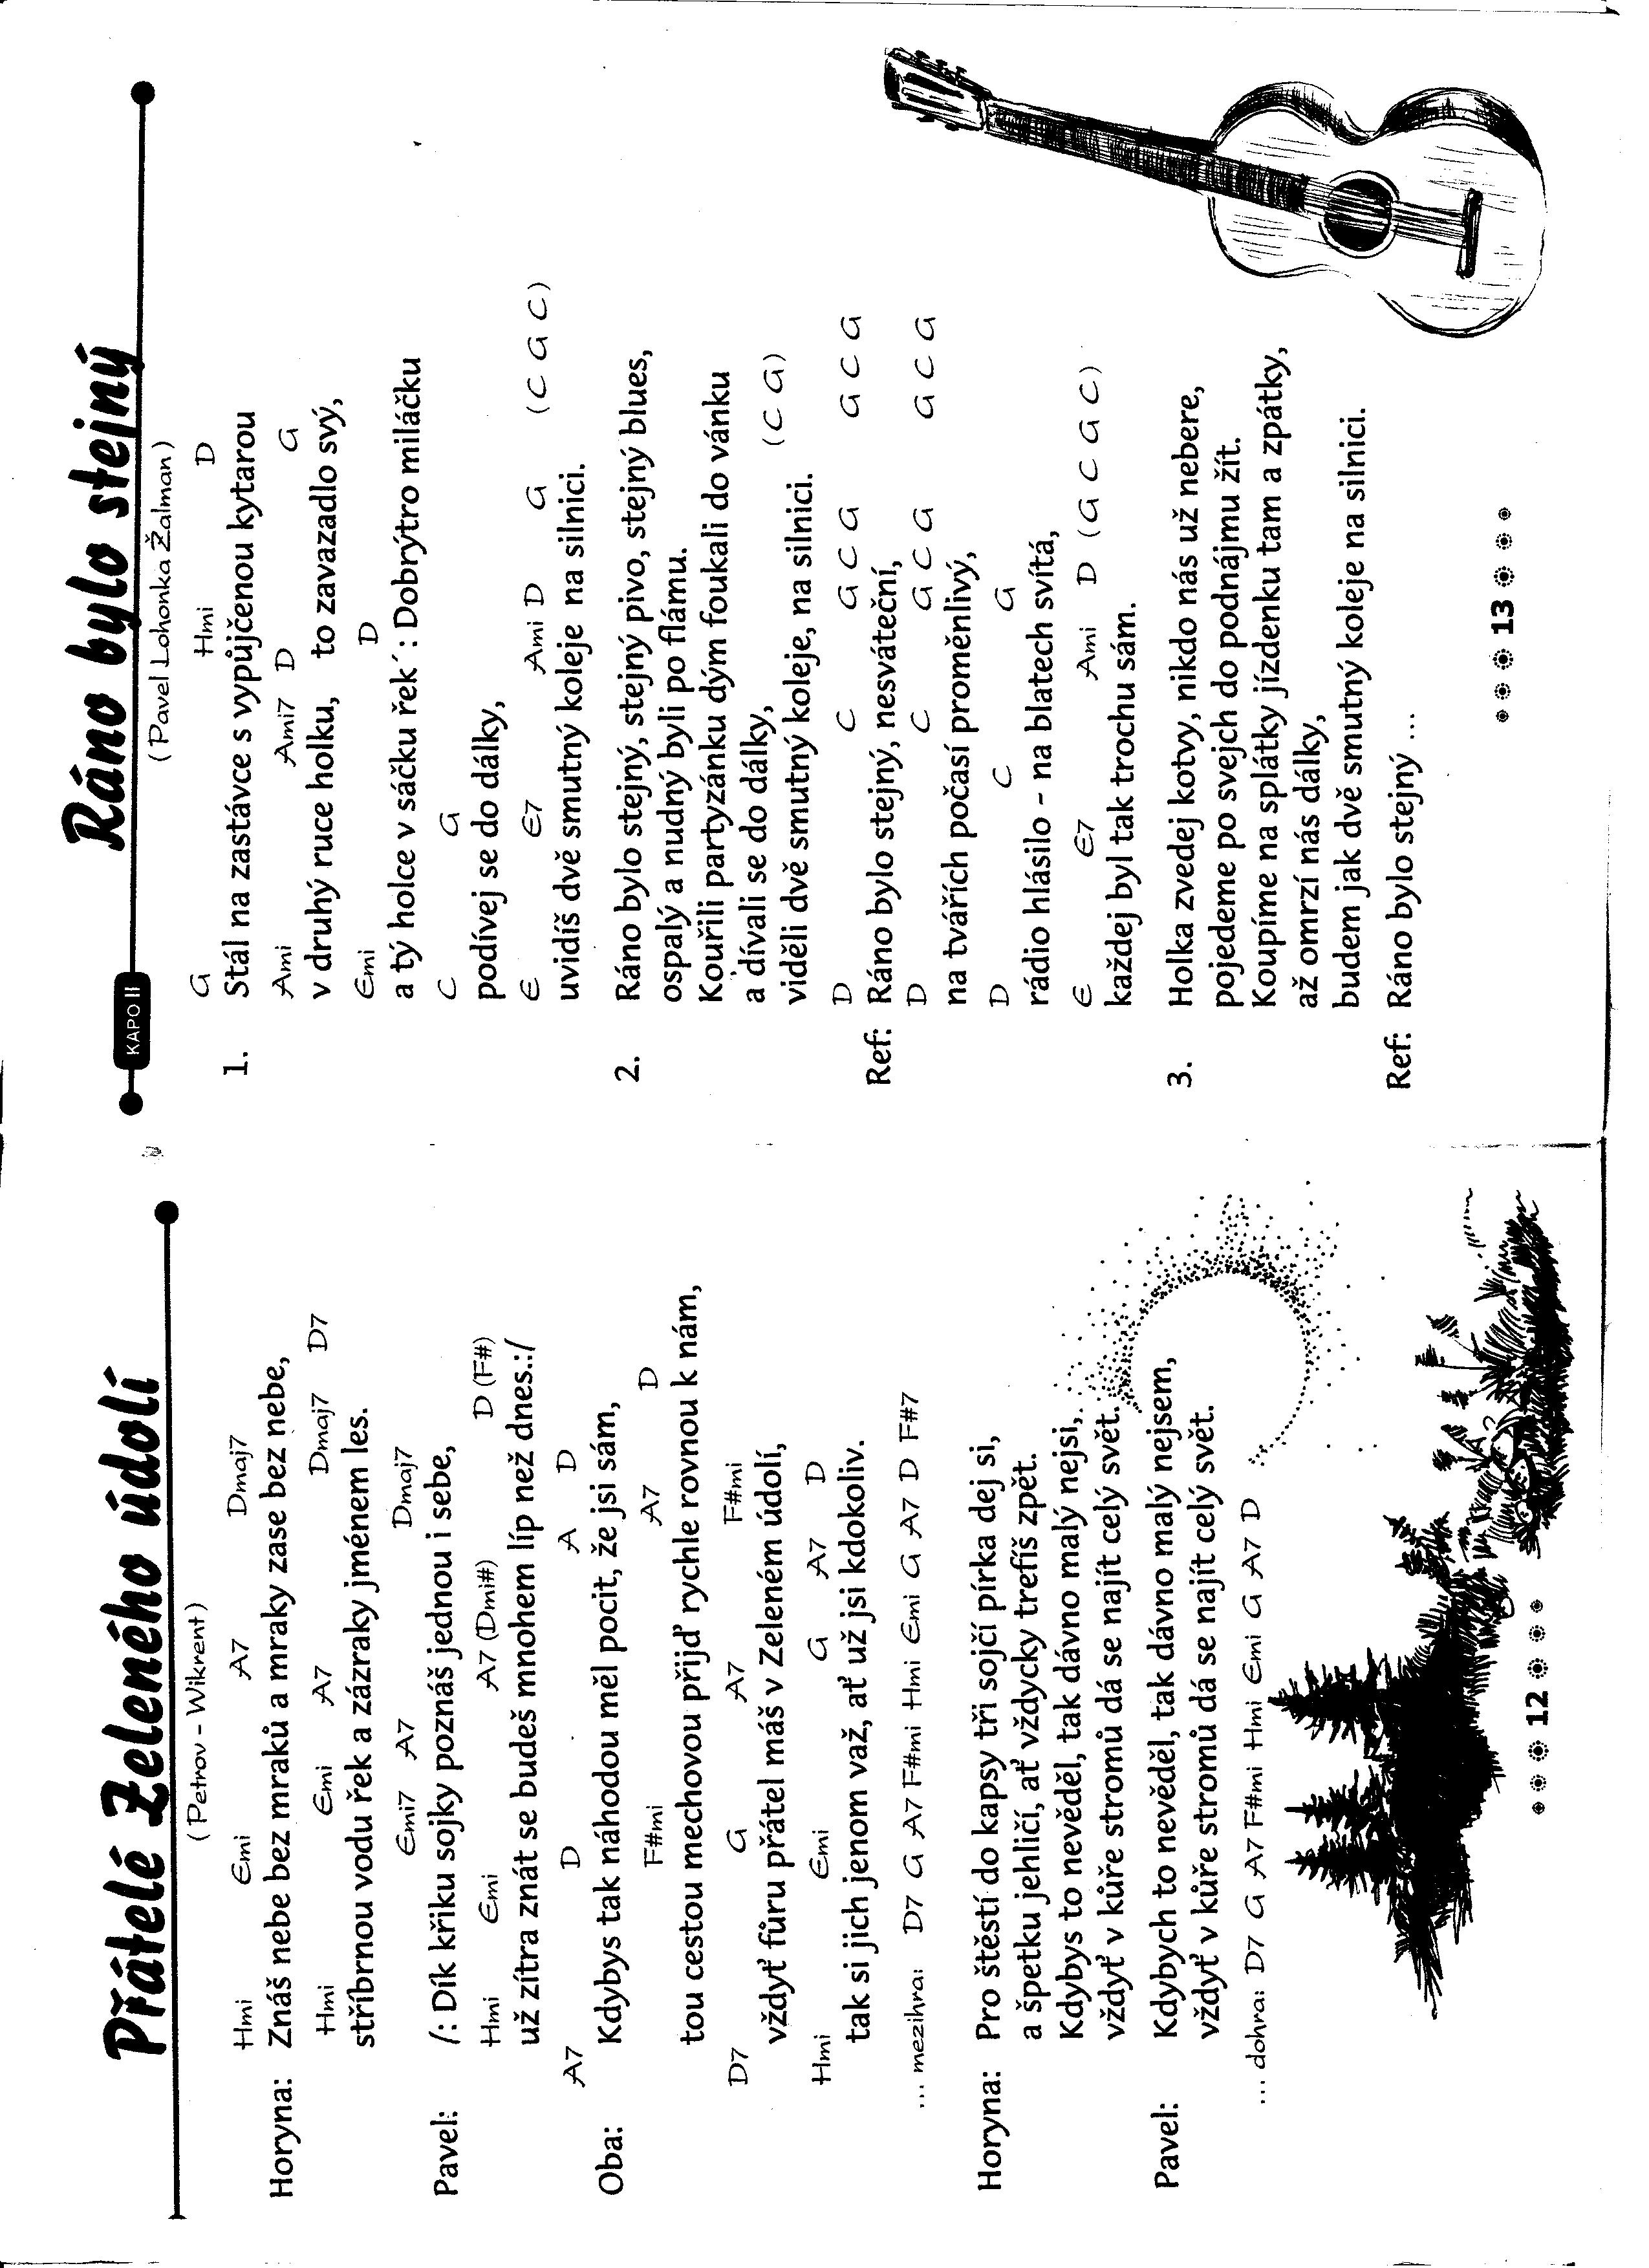 Přátelé Zeleného údolí
(Petrov - Wikrent)
Hmi Emi A7 Dmaj7
Horyna: Znáš nebe bez mraků a mraky zase bez nebe,
Hmi Emi A7 Dmaj7 D7
stříbrnou vodu řek a zázraky jménem les.
Emi7 A7 Dmaj7
Pavel: /: Dík křiku sojky poznáš jednou i sebe,
Hmi Emi A7 (Dmi#) D (F#)
už zítra znát se budeš mnohem líp než dnes.:/
A7 D A D
Oba: Kdybys tak náhodou měl pocit, že jsi sám,
F#mi A7 D
tou cestou mechovou přijď rychle rovnou k nám,
D7 G A7 F#mi
vždyť fůru přátel máš v Zeleném údolí,
Hmi Emi G A7 D
tak si jich jenom važ, ať už jsi kdokoliv.
... mezihra: D7 G A7 F#mi Hmi Emi G A7 D F#7
Horyna: Pro štěstí do kapsy tři sojčí pírka dej si,
a špetku jehličí, ať vždycky trefíš zpět.
Kdybys to nevěděl, tak dávno malý nejsi,
vždyť v kůře stromů dá se najít celý svět.
Pavel: Kdybych to nevěděl, tak dávno malý nejsem,
vždyť v kůře stromů dá se najít celý svět.
... dohra: D7 G A7 F#mi Hmi Emi G A7 D
12
Ráno bylo stejný
KAPO II
(Pavel Lohonka Žalman)
G Hmi D
1. Stál na zastávce s vypůjčenou kytarou
Ami Ami7 D G
v druhý ruce holku, to zavazadlo svý,
Emi D
a tý holce v sáčku řek´: Dobrýtro miláčku
C G
podívej se do dálky,
E E7 Ami D G (C G C)
uvidíš dvě smutný koleje na silnici.
2. Ráno bylo stejný, stejný pivo, stejný blues,
ospalý a nudný byli po flámu.
Kouřili partyzánku dým foukali do vánku
a dívali se do dálky,
viděli dvě smutný koleje, na silnici. (C G)
D C G C G G C G
Ref: Ráno bylo stejný, nesváteční,
D C G C G G C G
na tvářích počasí proměnlivý,
D C G
rádio hlásilo - na blatech svítá,
E E7 Ami D (G C G C)
každej byl tak trochu sám.
3. Holka zvedej kotvy, nikdo nás už nebere,
pojedeme po svejch do podnájmu žít.
Koupíme na splátky jízdenku tam a zpátky,
až omrzí nás dálky,
budem jak dvě smutný koleje na silnici.
Ref: Ráno bylo stejný ...
13